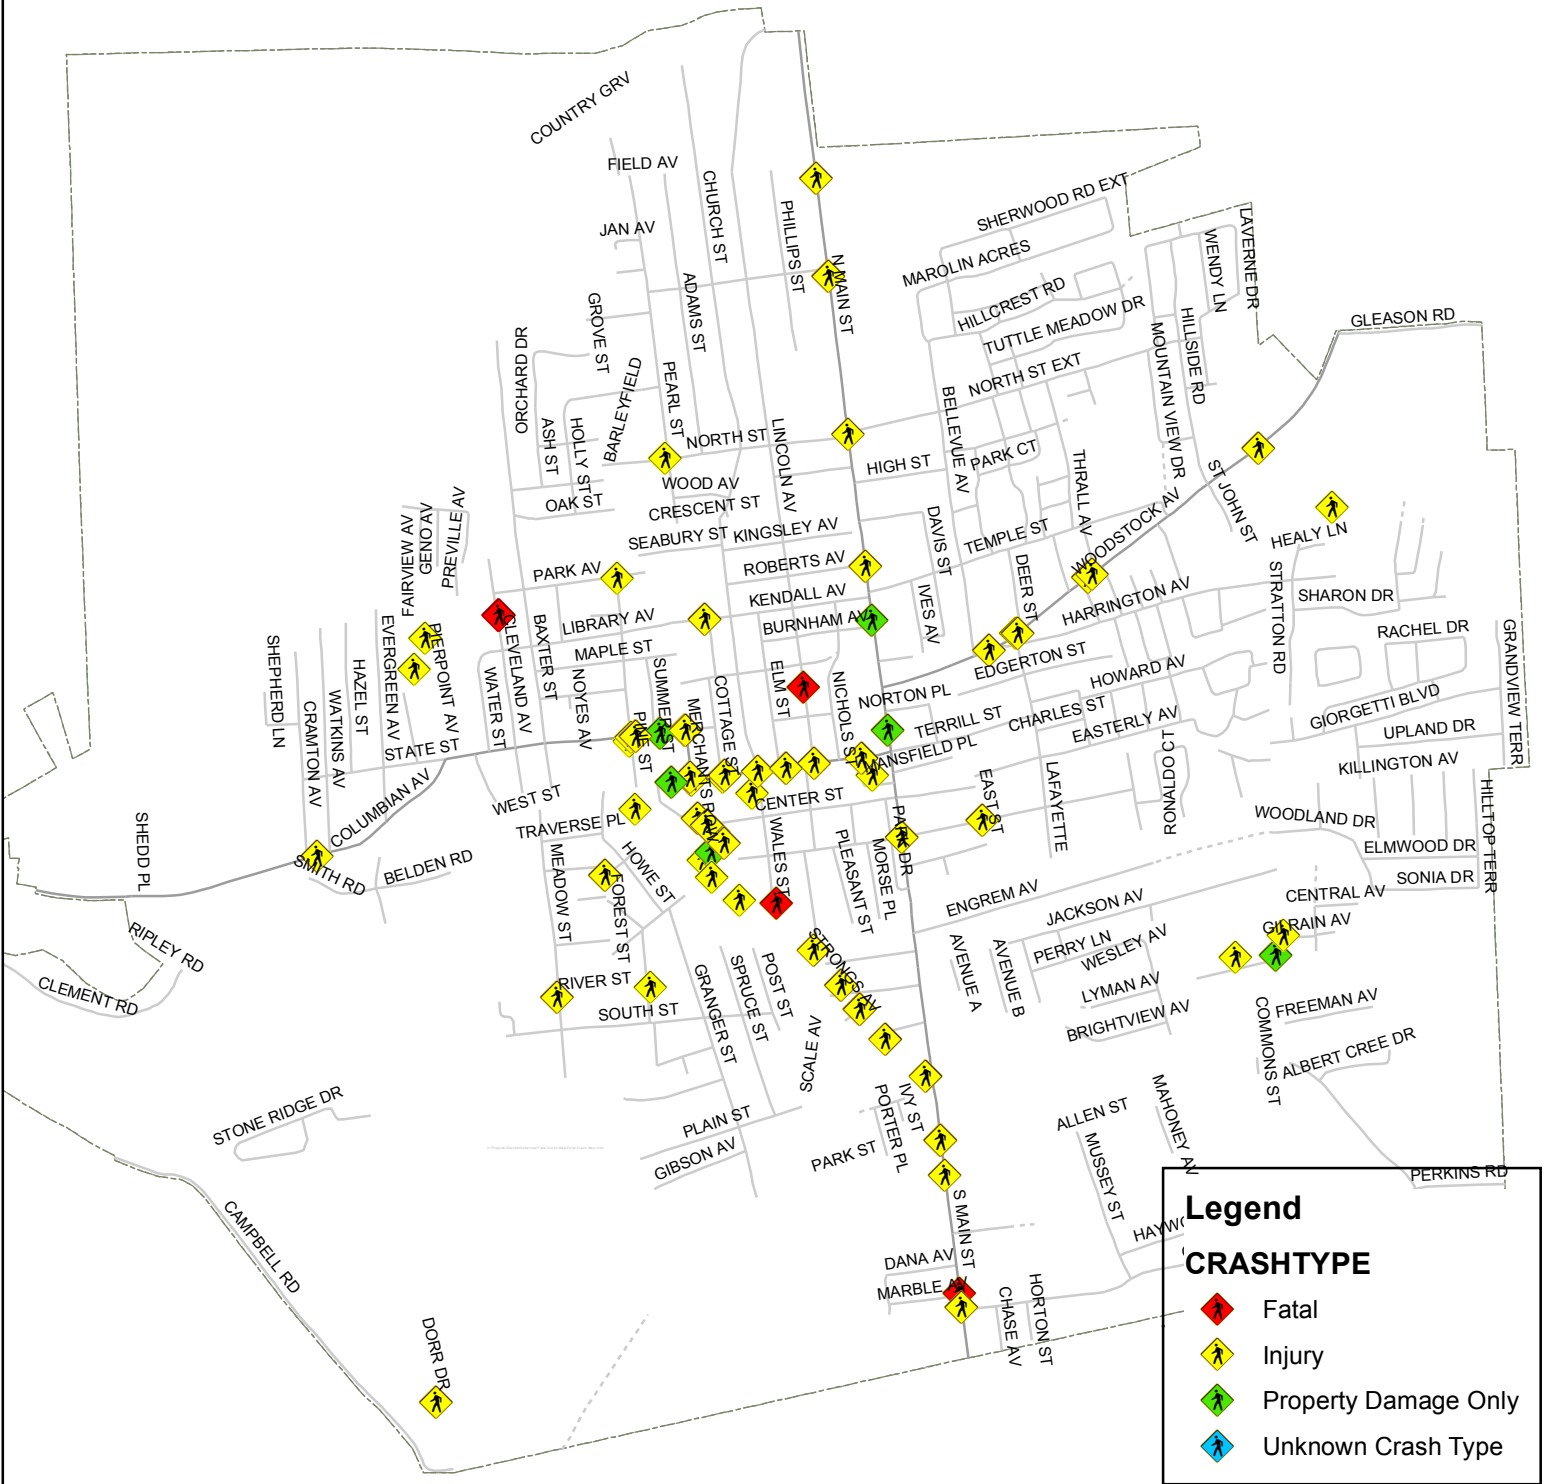 COUNTRY GRV
FIELD AV
CHURCH ST
SHERWOOD RD EXT
PHILLIPS ST
LAVERNE DR
JAN AV
WENDY LN
MAROLIN ACRES
N MAIN ST
ADAMS ST
HILLCREST RD
GROVE ST
TUTTLE MEADOW DR
HILLSIDE RD
GLEASON RD
ORCHARD DR
MOUNTAIN VIEW DR
BARLEYFIELD
PEARL ST
NORTH ST EXT
BELLEVUE AV
ASH ST
HOLLY ST
LINCOLN AV
NORTH ST
PARK CT
HIGH ST
THRALL AV
ST JOHN ST
WOOD AV
OAK ST
CRESCENT ST
PREVILLE AV
GENO AV
FAIRVIEW AV
SEABURY ST
KINGSLEY AV
DAVIS ST
TEMPLE ST
WOODSTOCK AV
HEALY LN
PARK AV
ROBERTS AV
DEER ST
STRATTON RD
KENDALL AV
IVES AV
HARRINGTON AV
SHARON DR
LIBRARY AV
BURNHAM AV
CLEVELAND AV
BAXTER ST
EVERGREEN AV
PIERPOINT AV
RACHEL DR
GRANDVIEW TERR
SHEPHERD LN
MAPLE ST
EDGERTON ST
HAZEL ST
WATER ST
NOYES AV
SUMMER ST
ELM ST
NICHOLS ST
HOWARD AV
CRAMTON AV
WATKINS AV
COTTAGE ST
NORTON PL
MERCHANTS ROW
PINE ST
TERRILL ST
CHARLES ST
EASTERLY AV
GIORGETTI BLVD
UPLAND DR
STATE ST
MANSFIELD PL
KILLINGTON AV
RONALDO CT
COLUMBIAN AV
WEST ST
CENTER ST
EAST ST
LAFAYETTE
HILLTOP TERR
TRAVERSE PL
WOODLAND DR
SHEDD PL
WALES ST
PLEASANT ST
MORSE PL
PARK DR
ELMWOOD DR
SMITH RD
BELDEN RD
HOWE ST
SONIA DR
MEADOW ST
FOREST ST
ENGREM AV
CENTRAL AV
JACKSON AV
GILRAIN AV
RIPLEY RD
STRONGS AV
AVENUE A
AVENUE B
PERRY LN
WESLEY AV
SPRUCE ST
POST ST
CLEMENT RD
RIVER ST
GRANGER ST
LYMAN AV
SOUTH ST
SCALE AV
BRIGHTVIEW AV
COMMONS ST
FREEMAN AV
ALBERT CREE DR
STONE RIDGE DR
PLAIN ST
IVY ST
PORTER PL
ALLEN ST
MAHONEY AV
GIBSON AV
PARK ST
MUSSEY ST
PERKINS RD
CAMPBELL RD
S MAIN ST
DANA AV
MARBLE AV
CHASE AV
HORTON ST
DORR DR
Legend
CRASHTYPE
Fatal
Injury
Property Damage Only
Unknown Crash Type